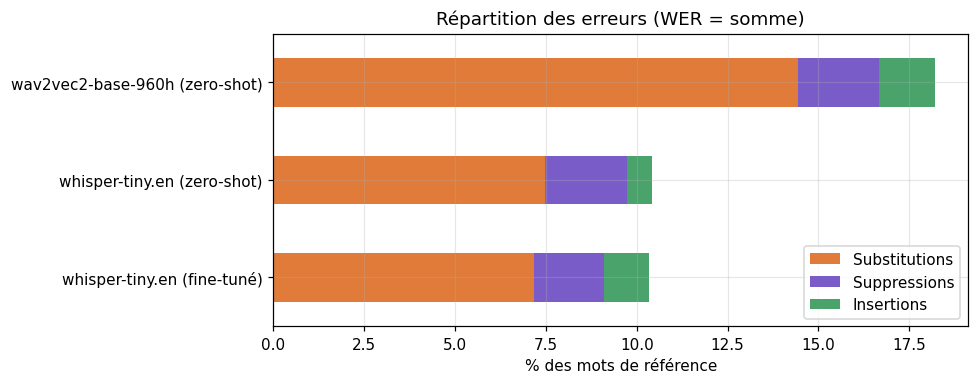 Répartition des erreurs (WER = somme)
wav2vec2-base-960h (zero-shot)
whisper-tiny.en (zero-shot)
whisper-tiny.en (fine-tuné)
Substitutions
Suppressions
Insertions
0.0 2.5 5.0 7.5 10.0 12.5 15.0 17.5
% des mots de référence